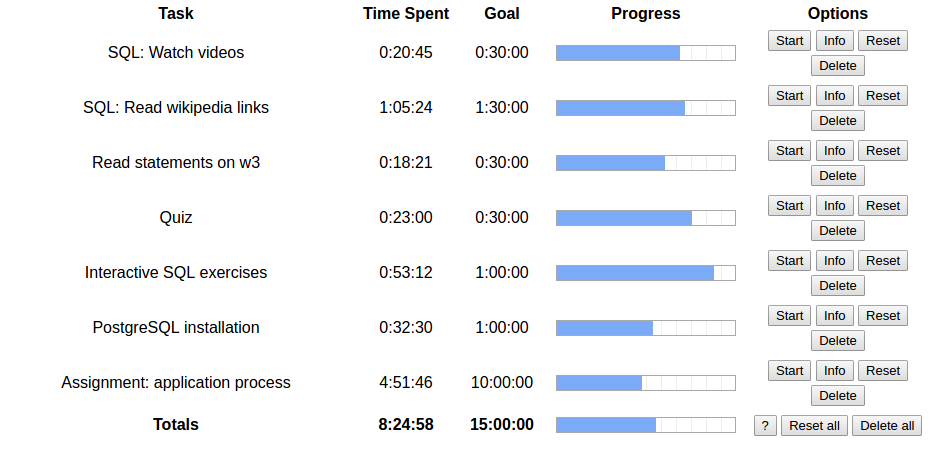 Task Time Spent Goal Progress Options
SQL: Watch videos 0:20:45 0:30:00 Start Info Reset
Delete
SQL: Read wikipedia links 1:05:24 1:30:00 Start Info Reset
Delete
Read statements on w3 0:18:21 0:30:00 Start Info Reset
Delete
Quiz 0:23:00 0:30:00 Start Info Reset
Delete
Interactive SQL exercises 0:53:12 1:00:00 Start Info Reset
Delete
PostgreSQL installation 0:32:30 1:00:00 Start Info Reset
Delete
Assignment: application process 4:51:46 10:00:00 Start Info Reset
Delete
Totals 8:24:58 15:00:00 ? Reset all Delete all